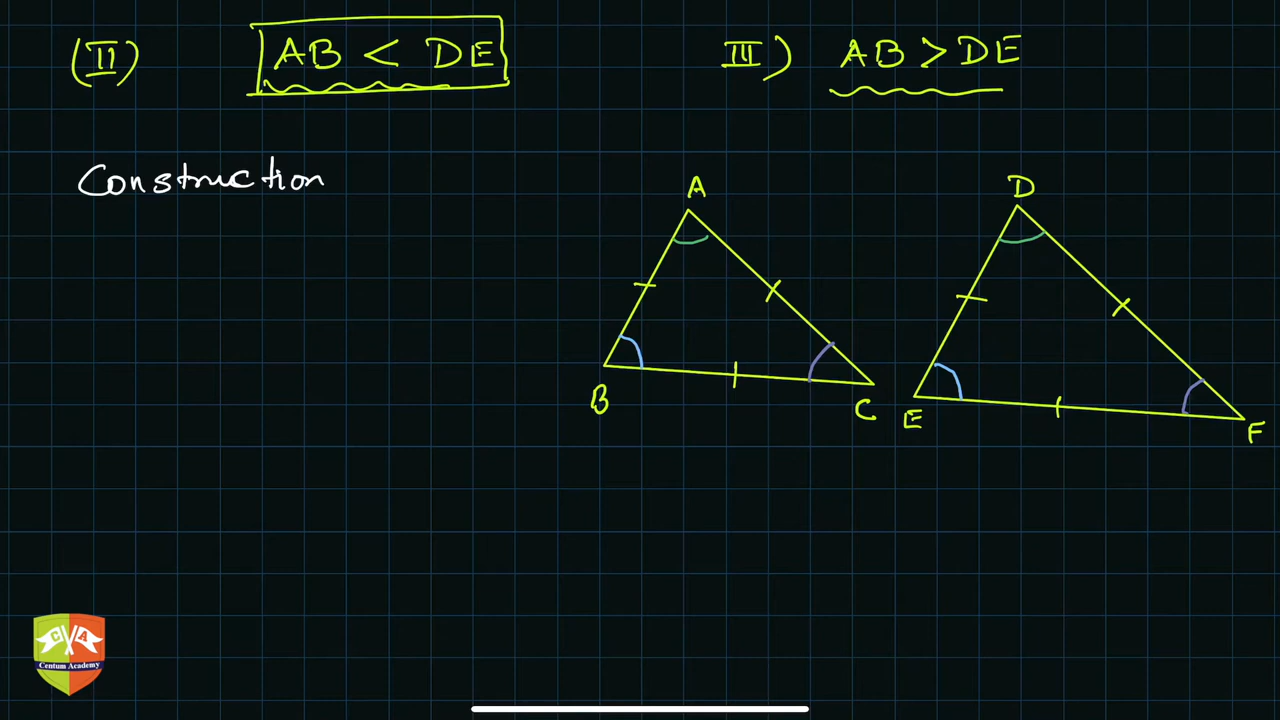 (II) AB < DE III) AB > DE
Construction
A D
B C E F
C A
Centum Academy